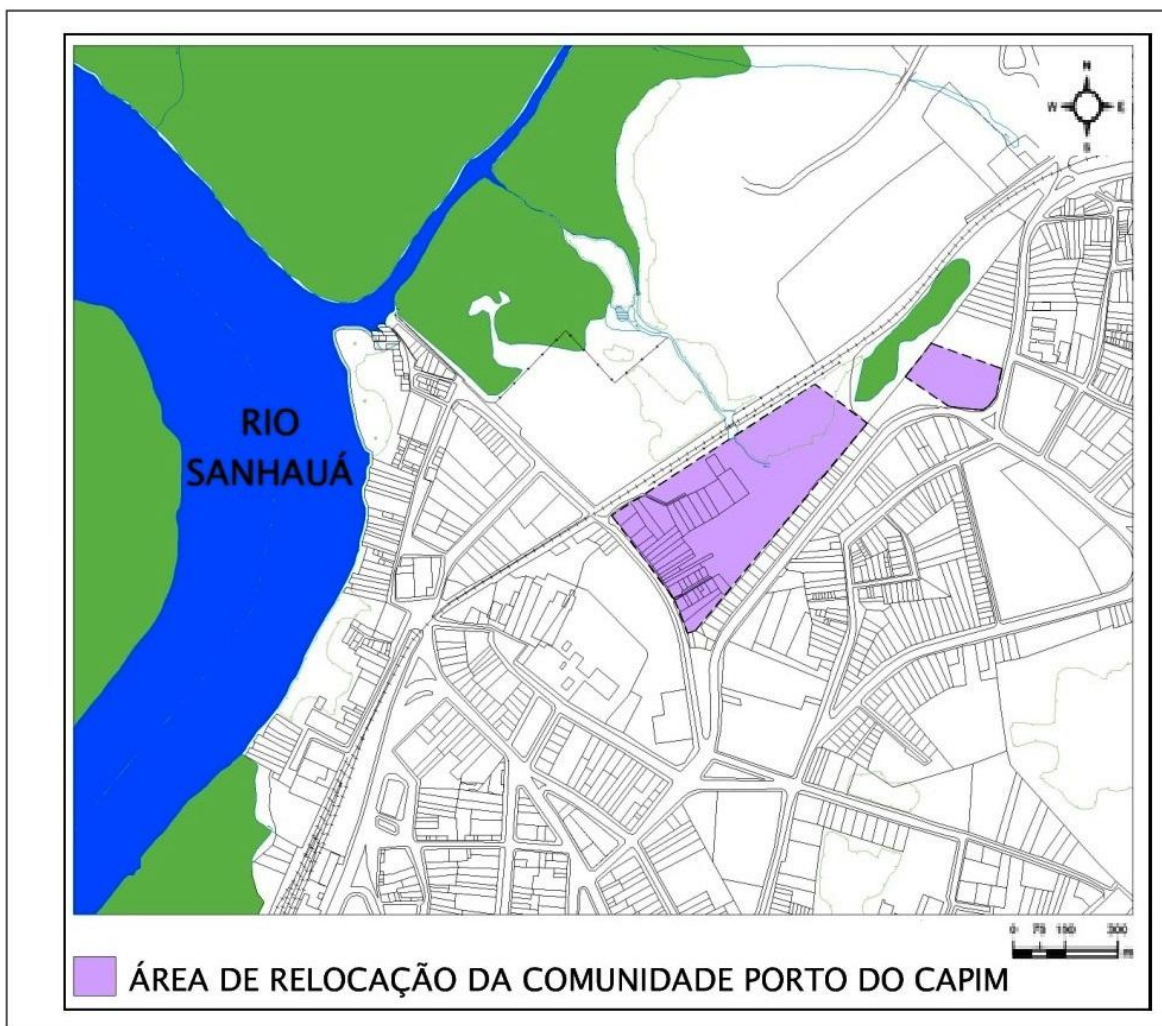 N
W E
S
RIO
SANHAUÁ
0 75 150 300
m
ÁREA DE RELOCAÇÃO DA COMUNIDADE PORTO DO CAPIM